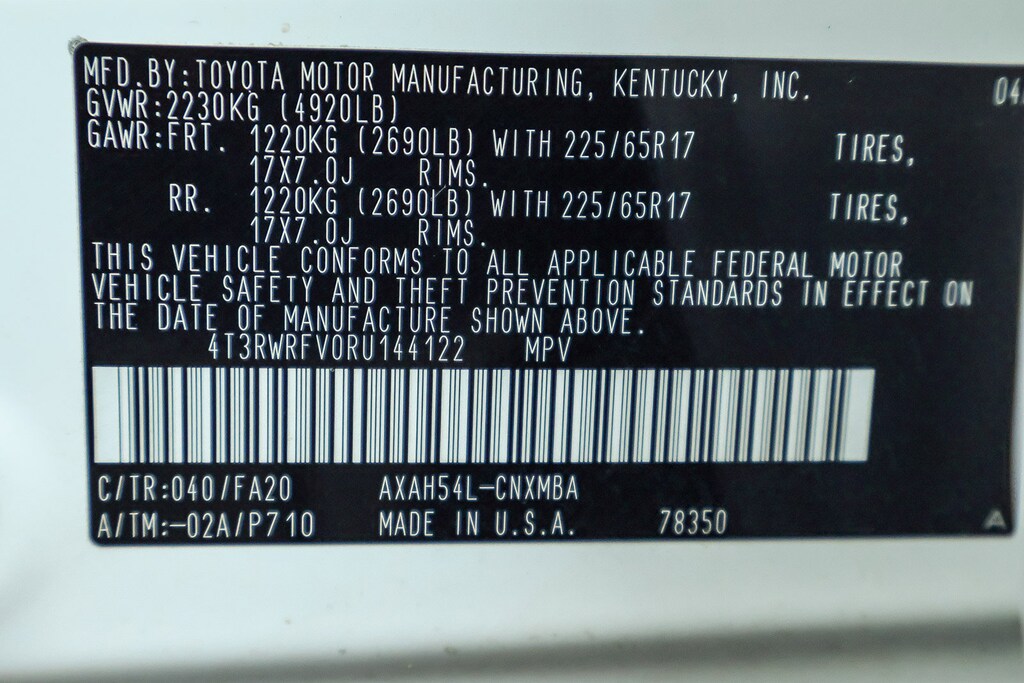 MFD.BY:TOYOTA MOTOR MANUFACTURING, KENTUCKY, INC. 04
GVWR:2230KG (4920LB)
GAWR:FRT. 1220KG (2690LB) WITH 225/65R17 TIRES,
17X7.0J RIMS.
RR. 1220KG (2690LB) WITH 225/65R17 TIRES,
17X7.0J RIMS.
THIS VEHICLE CONFORMS TO ALL APPLICABLE FEDERAL MOTOR
VEHICLE SAFETY AND THEFT PREVENTION STANDARDS IN EFFECT ON
THE DATE OF MANUFACTURE SHOWN ABOVE.
4T3RWRFV0RU144122 MPV
C/TR:040/FA20 AXAH54L-CNXMBA
A/TM:-02A/P710 MADE IN U.S.A. 78350
A